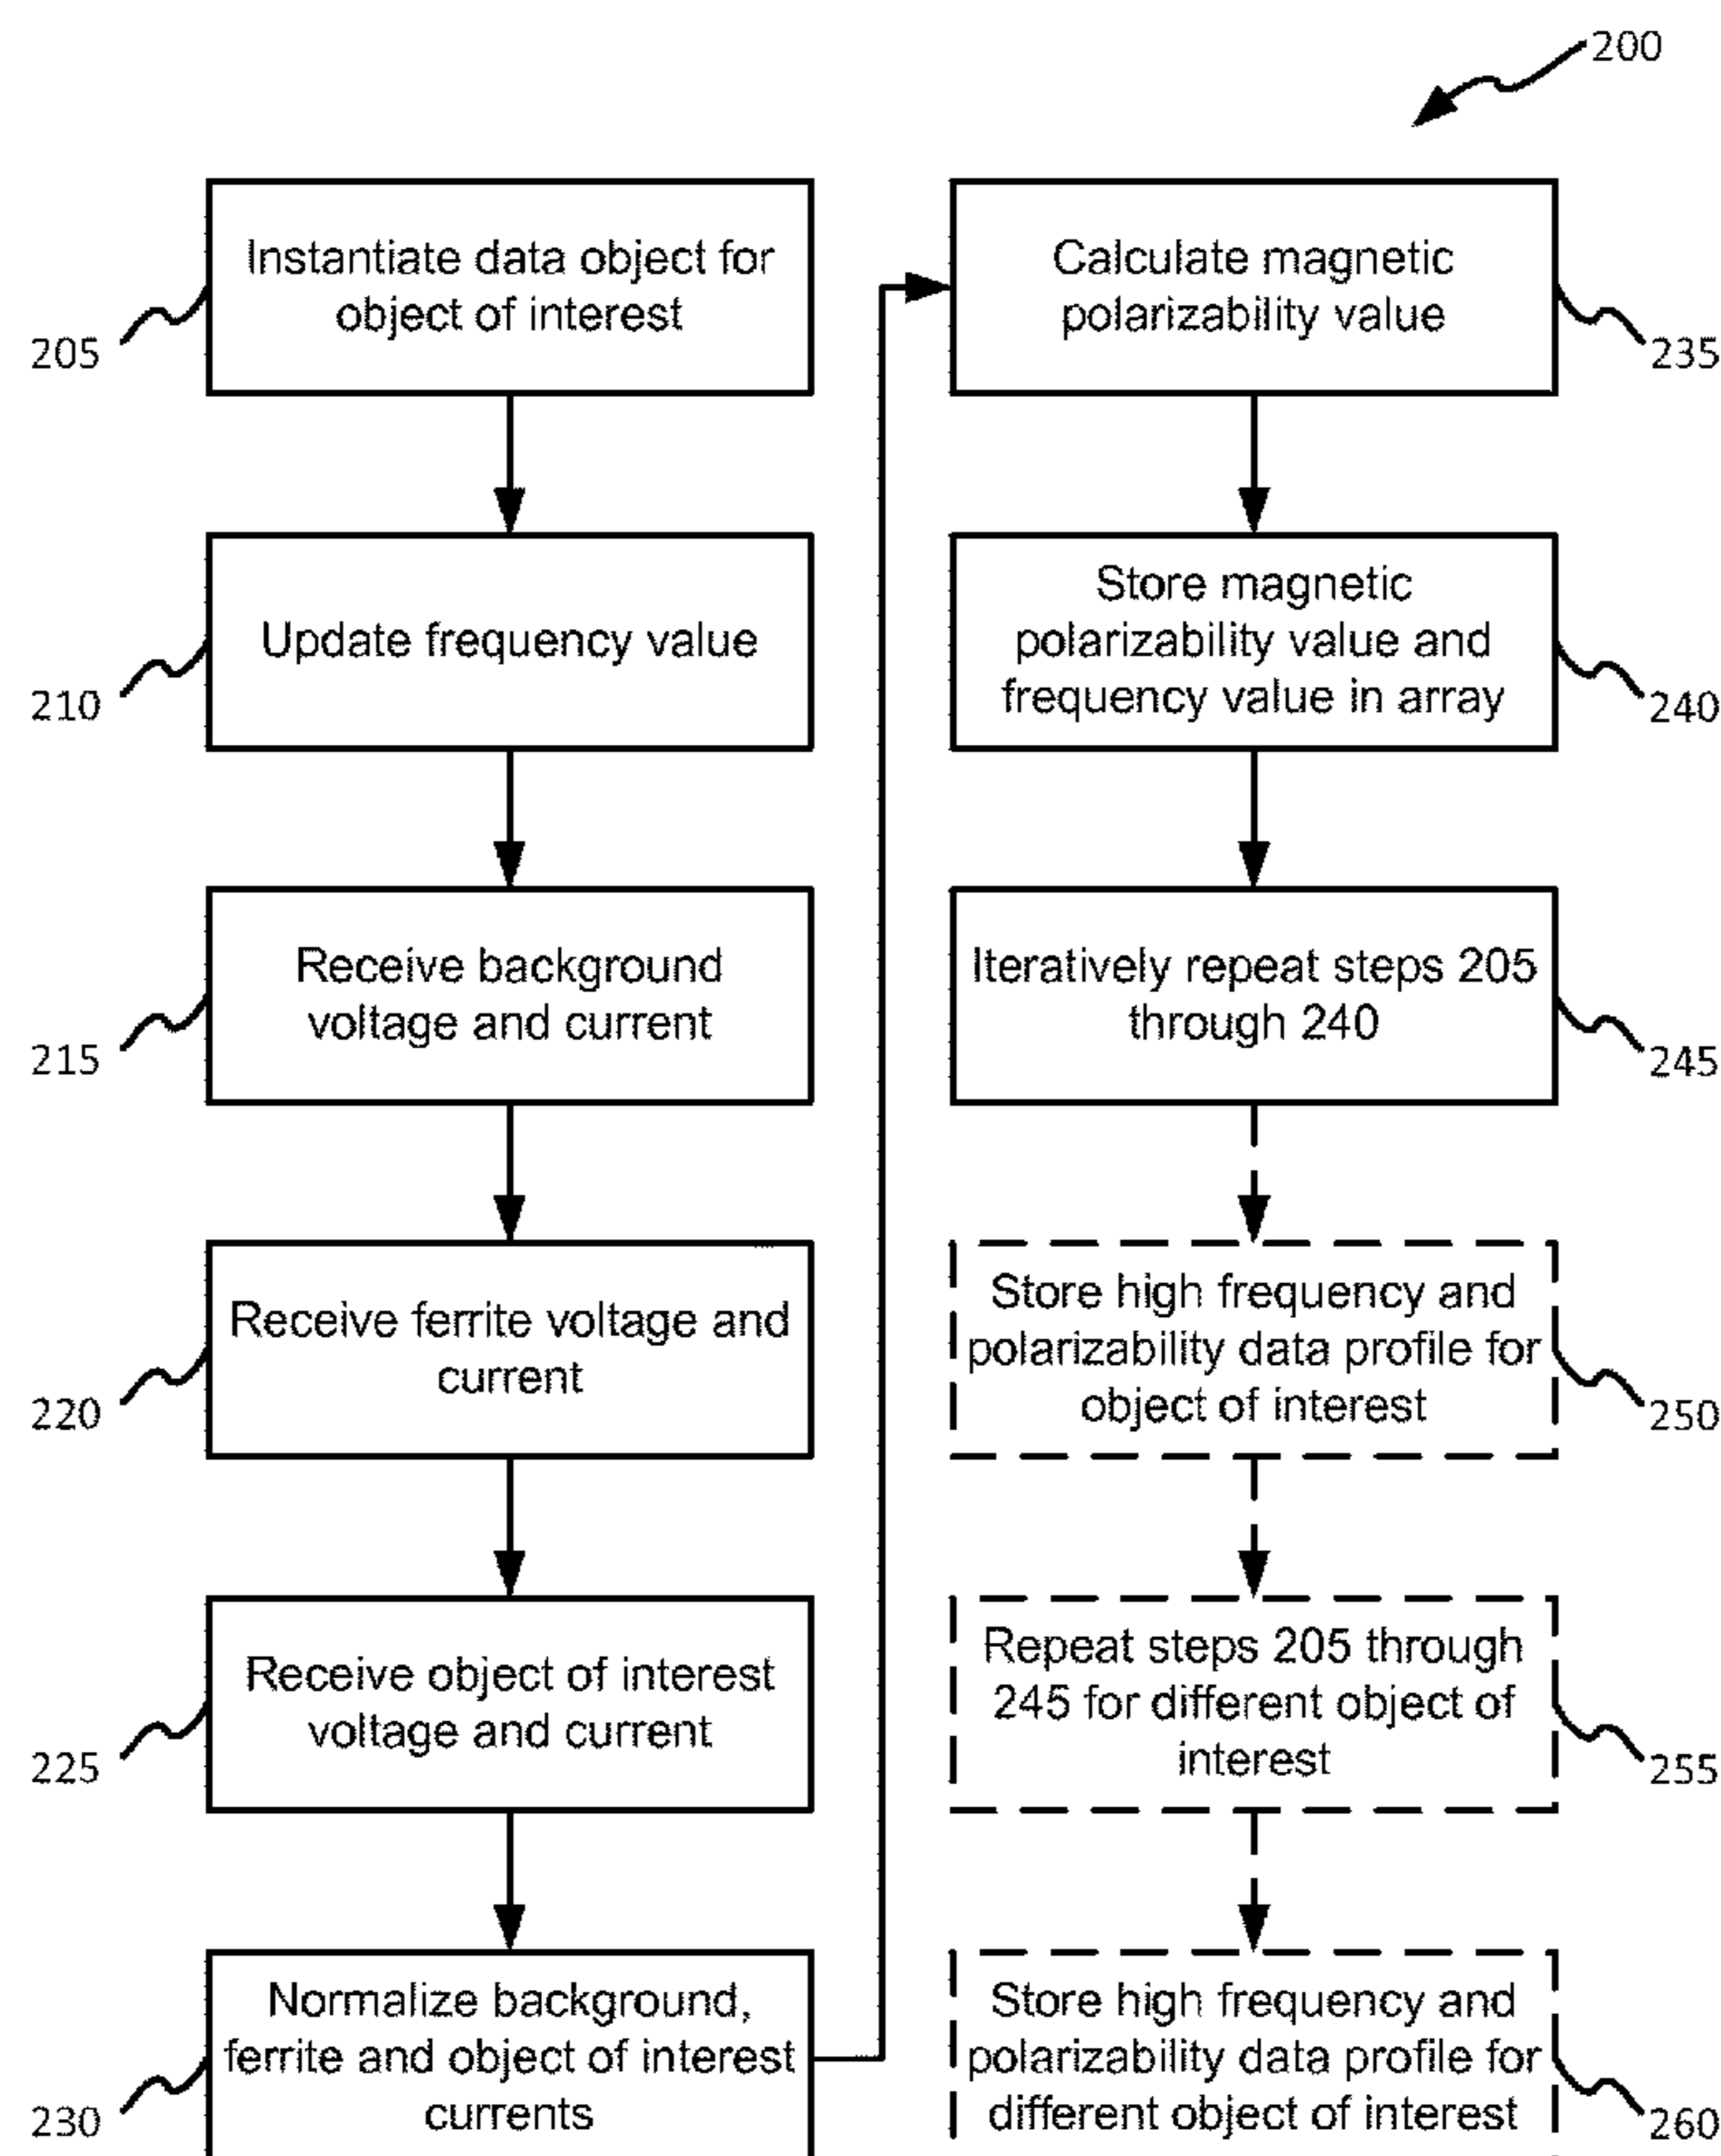 200
Instantiate data object for
object of interest
205
Update frequency value
210
Receive background
voltage and current
215
Receive ferrite voltage and
current
220
Receive object of interest
voltage and current
225
Normalize background,
ferrite and object of interest
currents
230
Calculate magnetic
polarizability value
235
Store magnetic
polarizability value and
frequency value in array
240
Iteratively repeat steps 205
through 240
245
Store high frequency and
polarizability data profile for
object of interest
250
Repeat steps 205 through
245 for different object of
interest
255
Store high frequency and
polarizability data profile for
different object of interest
260